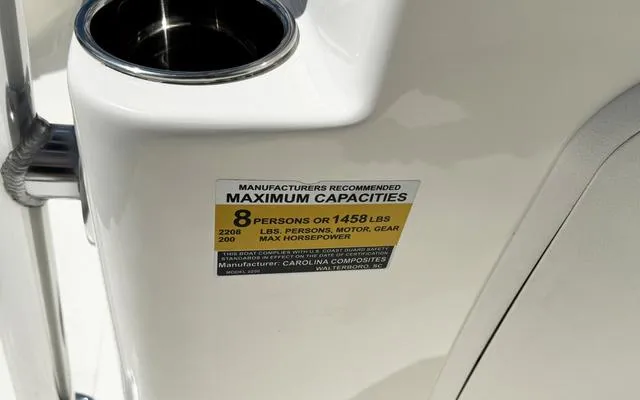 MANUFACTURERS RECOMMENDED
MAXIMUM CAPACITIES
8 PERSONS OR 1458 LBS
2208 LBS. PERSONS, MOTOR, GEAR
200 MAX HORSEPOWER
THIS BOAT COMPLIES WITH U.S. COAST GUARD SAFETY
STANDARDS IN EFFECT ON THE DATE OF CERTIFICATION
Manufacturer: CAROLINA COMPOSITES
WALTERBORO, SC
MODEL